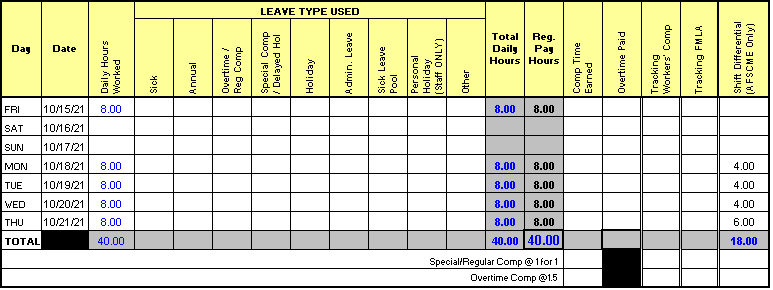 LEAVE TYPE USED
Day Date Daily Hours Worked Sick Annual Overtime / Reg Comp Special Comp / Delayed Hol Holiday Admin. Leave Sick Leave Pool Personal Holiday (Staff ONLY) Other Total Daily Hours Reg. Pay Hours Comp Time Earned Overtime Paid Tracking Workers' Comp Tracking FMLA Shift Differential (AFSCME Only)
FRI 10/15/21 8.00 8.00 8.00
SAT 10/16/21
SUN 10/17/21
MON 10/18/21 8.00 8.00 8.00 4.00
TUE 10/19/21 8.00 8.00 8.00 4.00
WED 10/20/21 8.00 8.00 8.00 4.00
THU 10/21/21 8.00 8.00 8.00 6.00
TOTAL 40.00 40.00 40.00 18.00
Special/Regular Comp @ 1 for 1
Overtime Comp @1.5